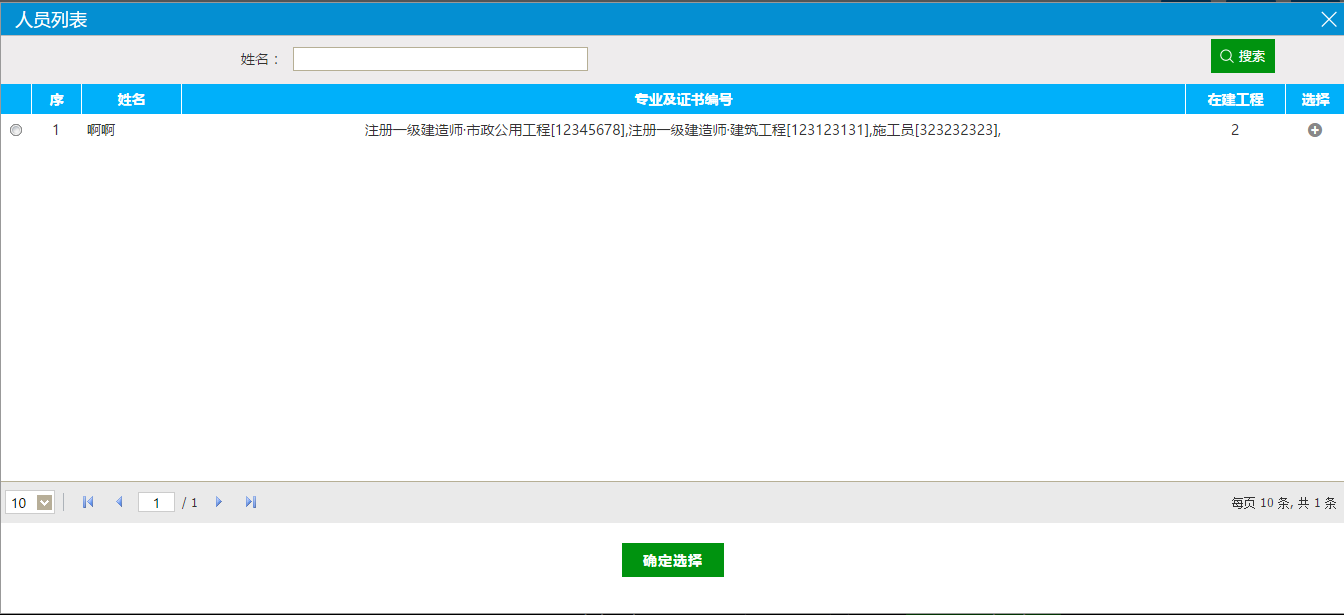 人员列表
姓名：
搜索
序 姓名 专业及证书编号 在建工程 选择
1 啊啊 注册一级建造师·市政公用工程[12345678],注册一级建造师·建筑工程[123123131],施工员[323232323], 2
10 1 / 1 每页 10 条, 共 1 条
确定选择